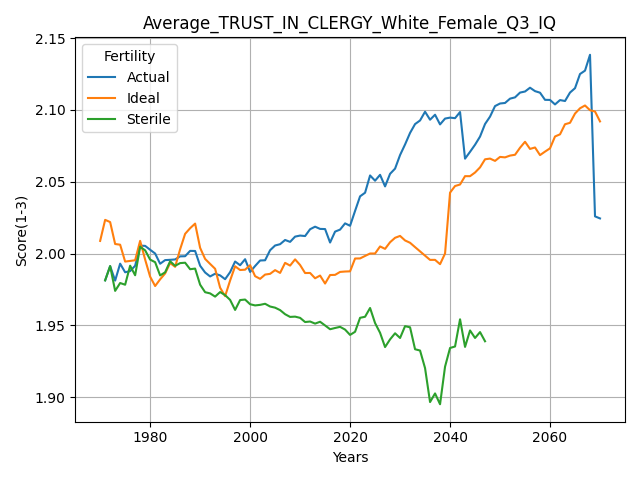 Average_TRUST_IN_CLERGY_White_Female_Q3_IQ
Fertility
Actual
Ideal
Sterile
Score(1-3)
2.15
2.10
2.05
2.00
1.95
1.90
1980
2000
2020
2040
2060
Years